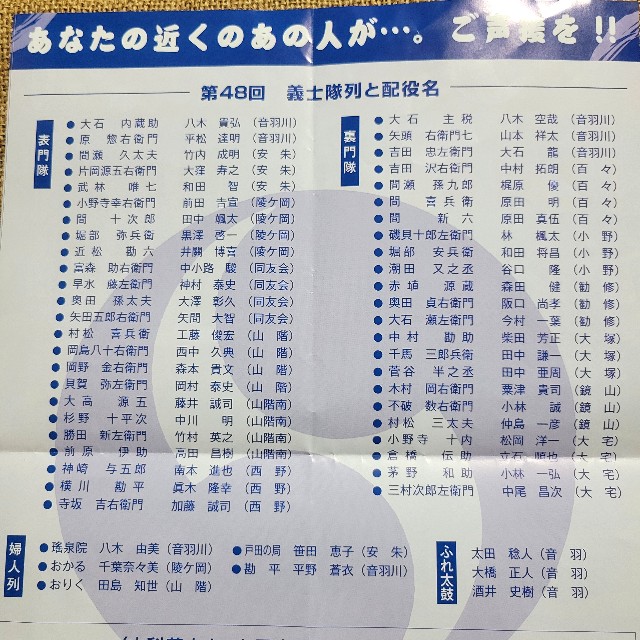 あなたの近くのあの人が…。 ご声援を!!
第48回 義士隊列と配役名
表門隊
●大石 内蔵助 八木 貴弘(音羽川)
●原 惣右衛門 平松 達明(音羽川)
●間瀬 久太夫 竹内 成明(安 朱)
●片岡源五右衛門 大窪 寿之(安 朱)
●武林 唯七 和田 智(安 朱)
●小野寺幸右衛門 前田 吉宣(陵ケ岡)
●間 十次郎 田中 颯太(陵ケ岡)
●堀部 弥兵衛 黒澤 啓一(陵ケ岡)
●近松 勘六 井關 博喜(陵ケ岡)
●富森 助右衛門 中小路 駿(同友会)
●早水 藤左衛門 神村 泰史(同友会)
●奥田 孫太夫 大澤 彰久(同友会)
●矢田五郎右衛門 矢間 大智(同友会)
●村松 喜兵衛 工藤 俊宏(山 階)
●岡島八十右衛門 西中 久典(山 階)
●岡野 金右衛門 森本 貴文(山 階)
●貝賀 弥左衛門 岡村 泰史(山 階)
●大高 源五 藤井 誠司(山階南)
●杉野 十平次 中川 明(山階南)
●勝田 新左衛門 竹村 英之(山階南)
●前原 伊助 高田 昌樹(山階南)
●神崎 与五郎 南本 進也(西 野)
●横川 勘平 眞木 隆幸(西 野)
●寺坂 吉右衛門 加藤 誠司(西 野)
裏門隊
●大石 主税 八木 空哉(音羽川)
●矢頭 右衛門七 山本 祥太(音羽川)
●吉田 忠左衛門 大石 龍(音羽川)
●吉田 沢右衛門 中村 拓朗(百 々)
●間瀬 孫九郎 梶原 俊(百 々)
●間 喜兵衛 原田 明(百 々)
●間 新六 原田 真伍(百 々)
●磯貝十郎左衛門 林 楓太(小 野)
●堀部 安兵衛 和田 将昌(小 野)
●潮田 又之丞 谷口 隆(小 野)
●赤埴 源蔵 森田 健(勧 修)
●奥田 貞右衛門 阪口 尚孝(勧 修)
●大石 瀬左衛門 今村 一葉(勧 修)
●中村 勘助 柴田 芳正(大 塚)
●千馬 三郎兵衛 田中 謙一(大 塚)
●菅谷 半之丞 田中 亜周(大 塚)
●木村 岡右衛門 粟津 貴司(鏡 山)
●不破 数右衛門 小林 誠(鏡 山)
●村松 三太夫 仲島 一彦(鏡 山)
●小野寺 十内 松岡 洋一(大 宅)
●倉橋 伝助 立石 順也(大 宅)
●茅野 和助 小林 一弘(大 宅)
●三村次郎左衛門 中尾 昌次(大 宅)
婦人列
●瑤泉院 八木 由美(音羽川)
●おかる 千葉奈々美(陵ケ岡)
●おりく 田島 知世(山 階)
●戸田の局 笹田 恵子(安 朱)
●勘 平 平野 蒼衣(音羽川)
ふれ太鼓
太田 稔人(音 羽)
大橋 正人(音 羽)
酒井 史樹(音 羽)